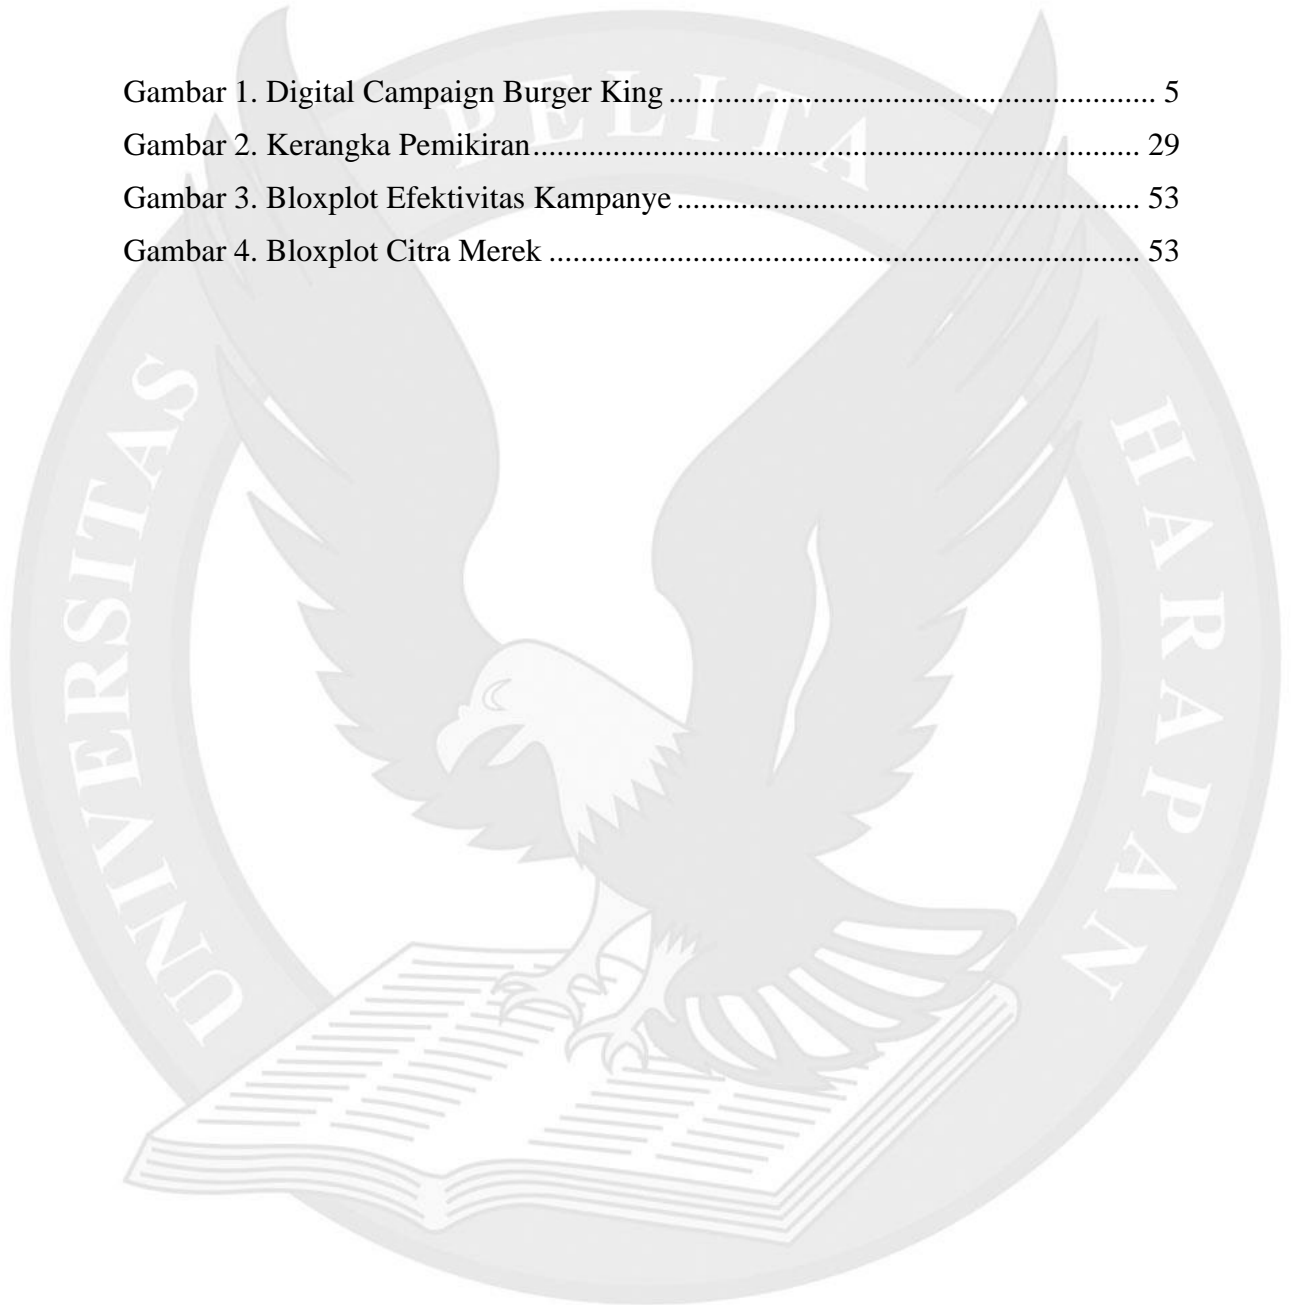 Gambar 1. Digital Campaign Burger King ............................................................. 5
Gambar 2. Kerangka Pemikiran ............................................................................ 29
Gambar 3. Bloxplot Efektivitas Kampanye .......................................................... 53
Gambar 4. Bloxplot Citra Merek .......................................................................... 53
UNIVERSITAS PELITA HARAPAN